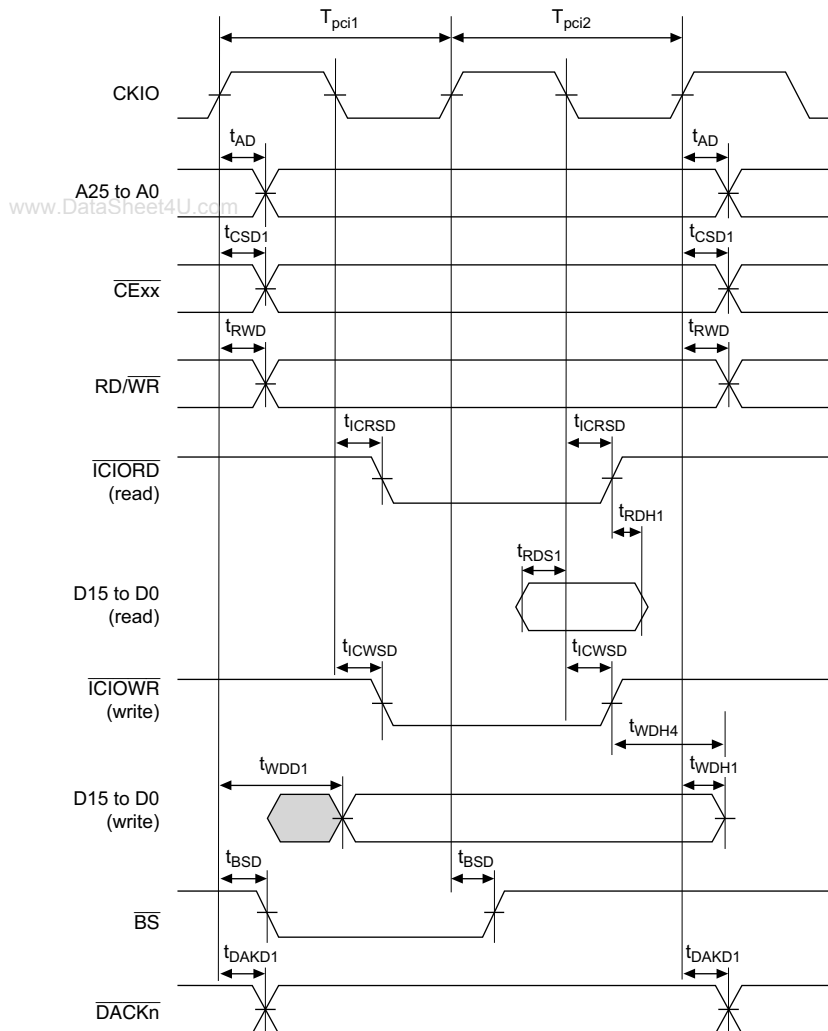 Tpci1 Tpci2
CKIO
tAD tAD
A25 to A0
www.DataSheet4U.com
tCSD1 tCSD1
CExx
tRWD tRWD
RD/WR
tICRSD tICRSD
ICIORD
(read)
tRDH1
tRDS1
D15 to D0
(read)
tICWSD tICWSD
ICIOWR
(write)
tWDH4
tWDD1 tWDH1
D15 to D0
(write)
tBSD tBSD
BS
tDAKD1 tDAKD1
DACKn